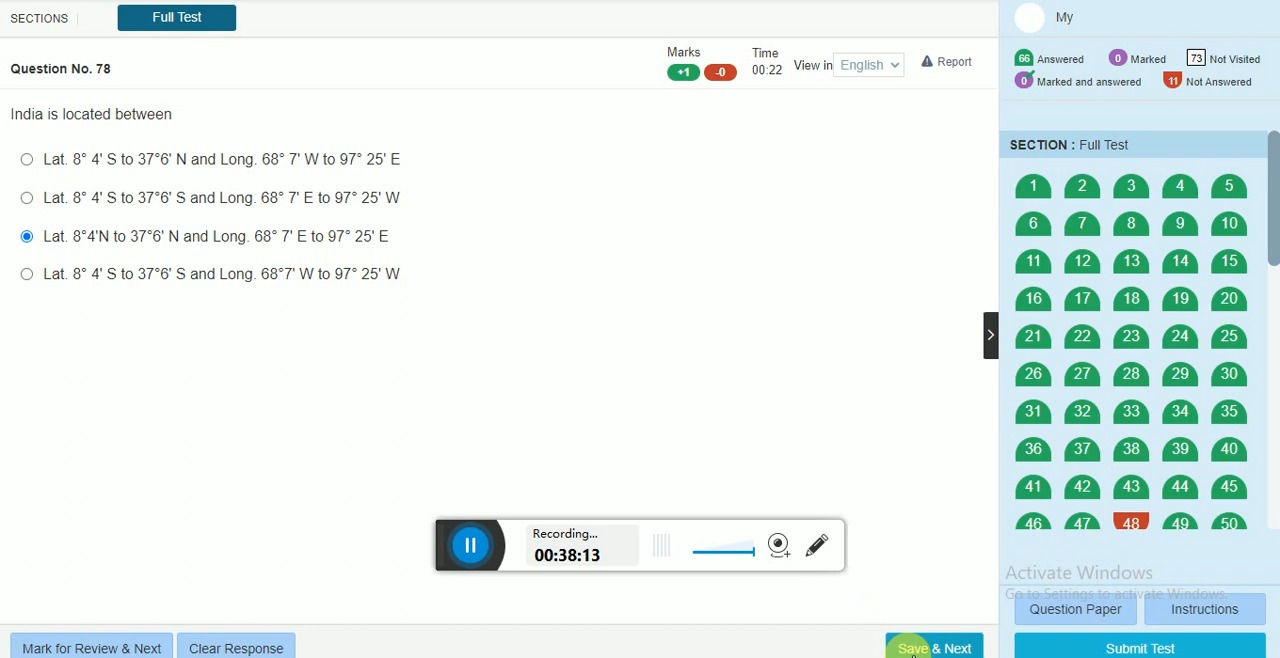 SECTIONS
Full Test
My
Question No. 78
Marks
+1
-0
Time
00:22
View in
English
Report
66 Answered
0 Marked
73 Not Visited
0 Marked and answered
11 Not Answered
India is located between
Lat. 8° 4' S to 37°6' N and Long. 68° 7' W to 97° 25' E
Lat. 8° 4' S to 37°6' S and Long. 68° 7' E to 97° 25' W
Lat. 8°4'N to 37°6' N and Long. 68° 7' E to 97° 25' E
Lat. 8° 4' S to 37°6' S and Long. 68°7' W to 97° 25' W
SECTION : Full Test
1 2 3 4 5
6 7 8 9 10
11 12 13 14 15
16 17 18 19 20
21 22 23 24 25
26 27 28 29 30
31 32 33 34 35
36 37 38 39 40
41 42 43 44 45
46 47 48 49 50
Recording...
00:38:13
Activate Windows
Go to Settings to activate Windows.
Question Paper
Instructions
Mark for Review & Next
Clear Response
Save & Next
Submit Test